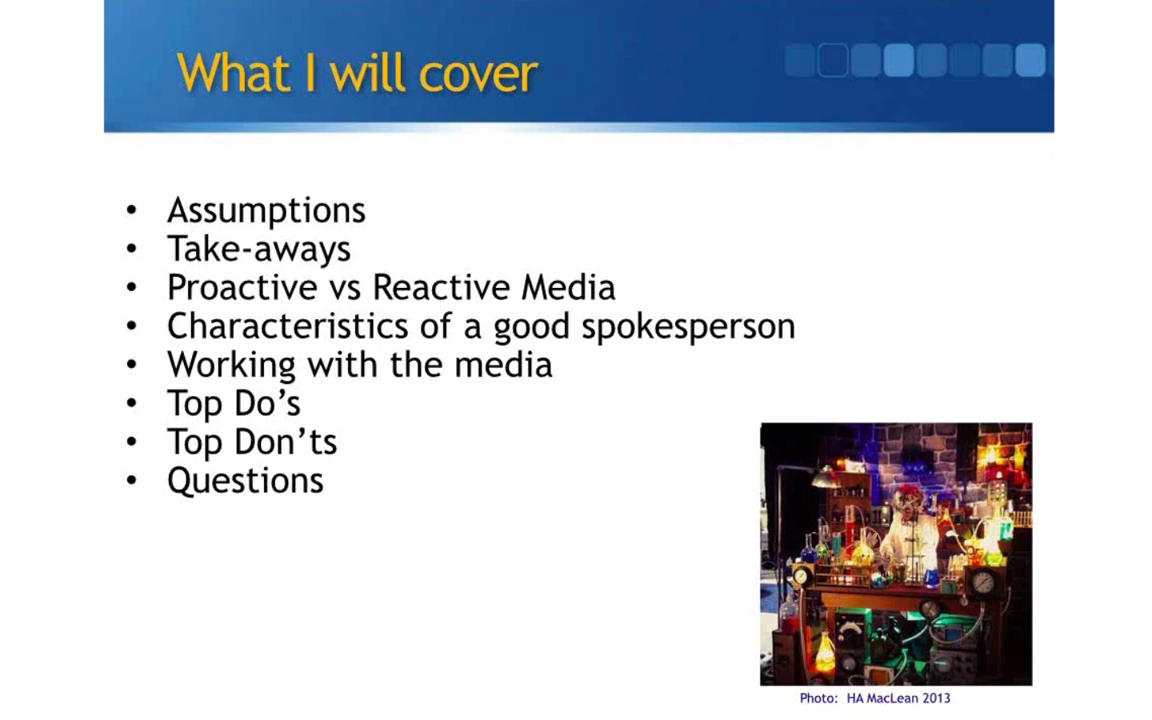 What I will cover
• Assumptions
• Take-aways
• Proactive vs Reactive Media
• Characteristics of a good spokesperson
• Working with the media
• Top Do’s
• Top Don’ts
• Questions
Photo: HA MacLean 2013